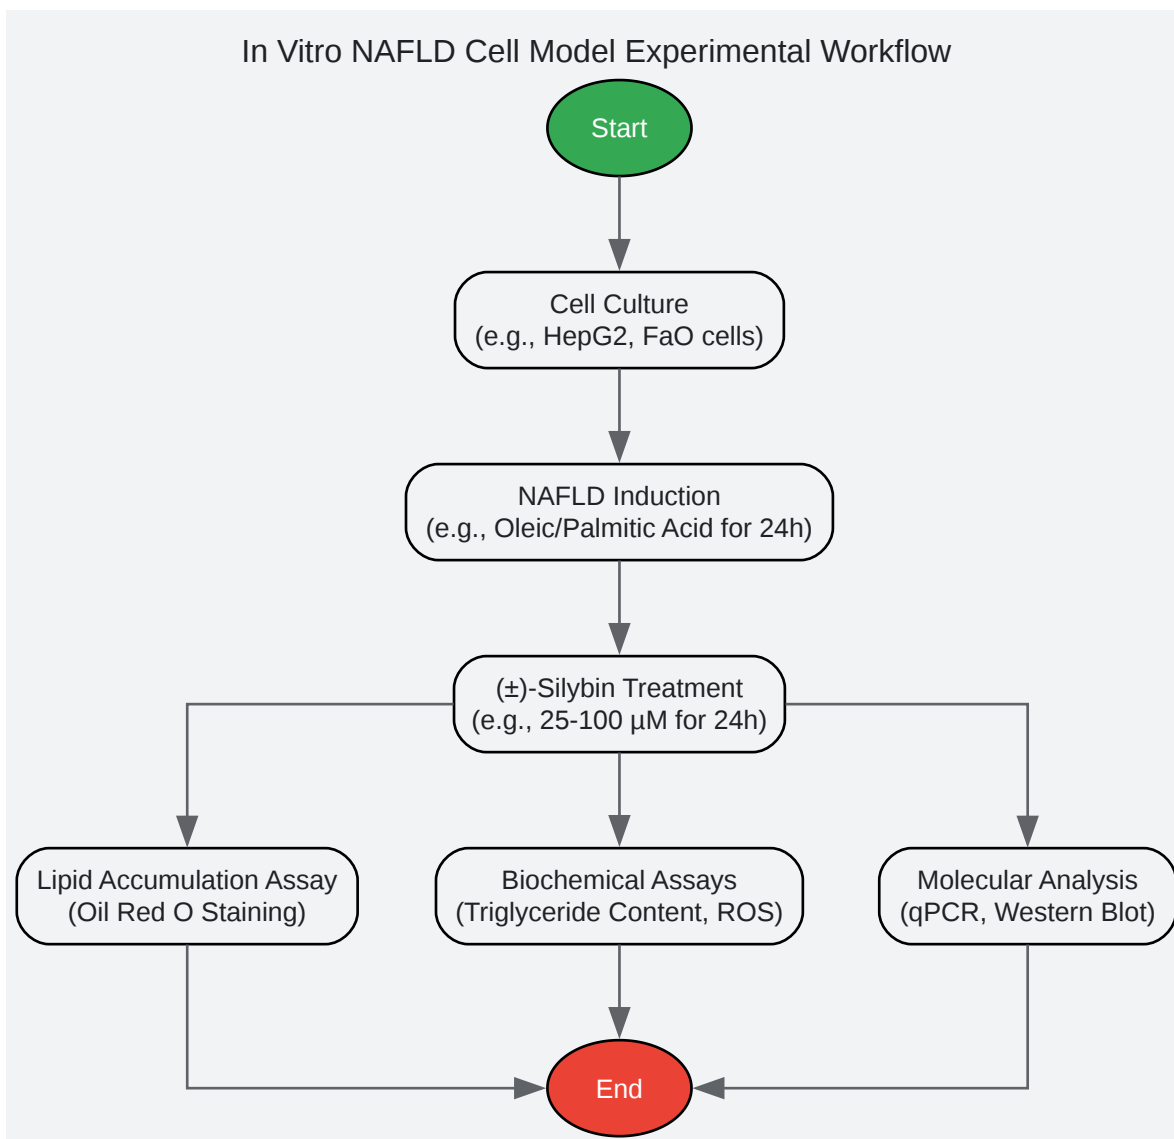 In Vitro NAFLD Cell Model Experimental Workflow
Start
Cell Culture
(e.g., HepG2, FaO cells)
NAFLD Induction
(e.g., Oleic/Palmitic Acid for 24h)
(±)-Silybin Treatment
(e.g., 25-100 µM for 24h)
Lipid Accumulation Assay
(Oil Red O Staining)
Biochemical Assays
(Triglyceride Content, ROS)
Molecular Analysis
(qPCR, Western Blot)
End